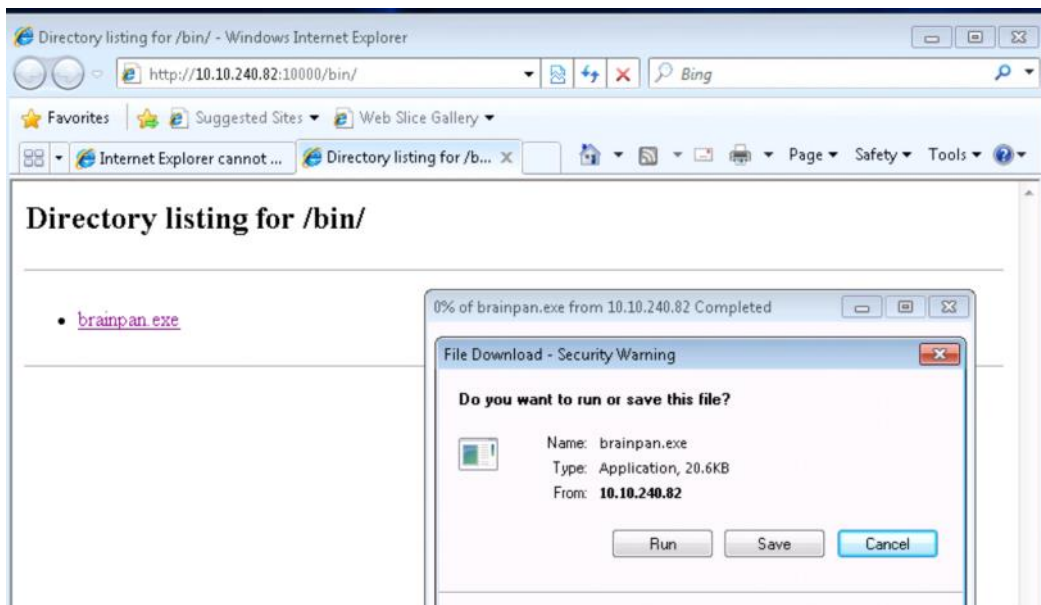 Directory listing for /bin/ - Windows Internet Explorer
http://10.10.240.82:10000/bin/
Bing
Favorites Suggested Sites Web Slice Gallery
Internet Explorer cannot ... Directory listing for /b... X Page Safety Tools
Directory listing for /bin/
brainpan.exe
0% of brainpan.exe from 10.10.240.82 Completed
File Download - Security Warning
Do you want to run or save this file?
Name: brainpan.exe
Type: Application, 20.6KB
From: 10.10.240.82
Run Save Cancel